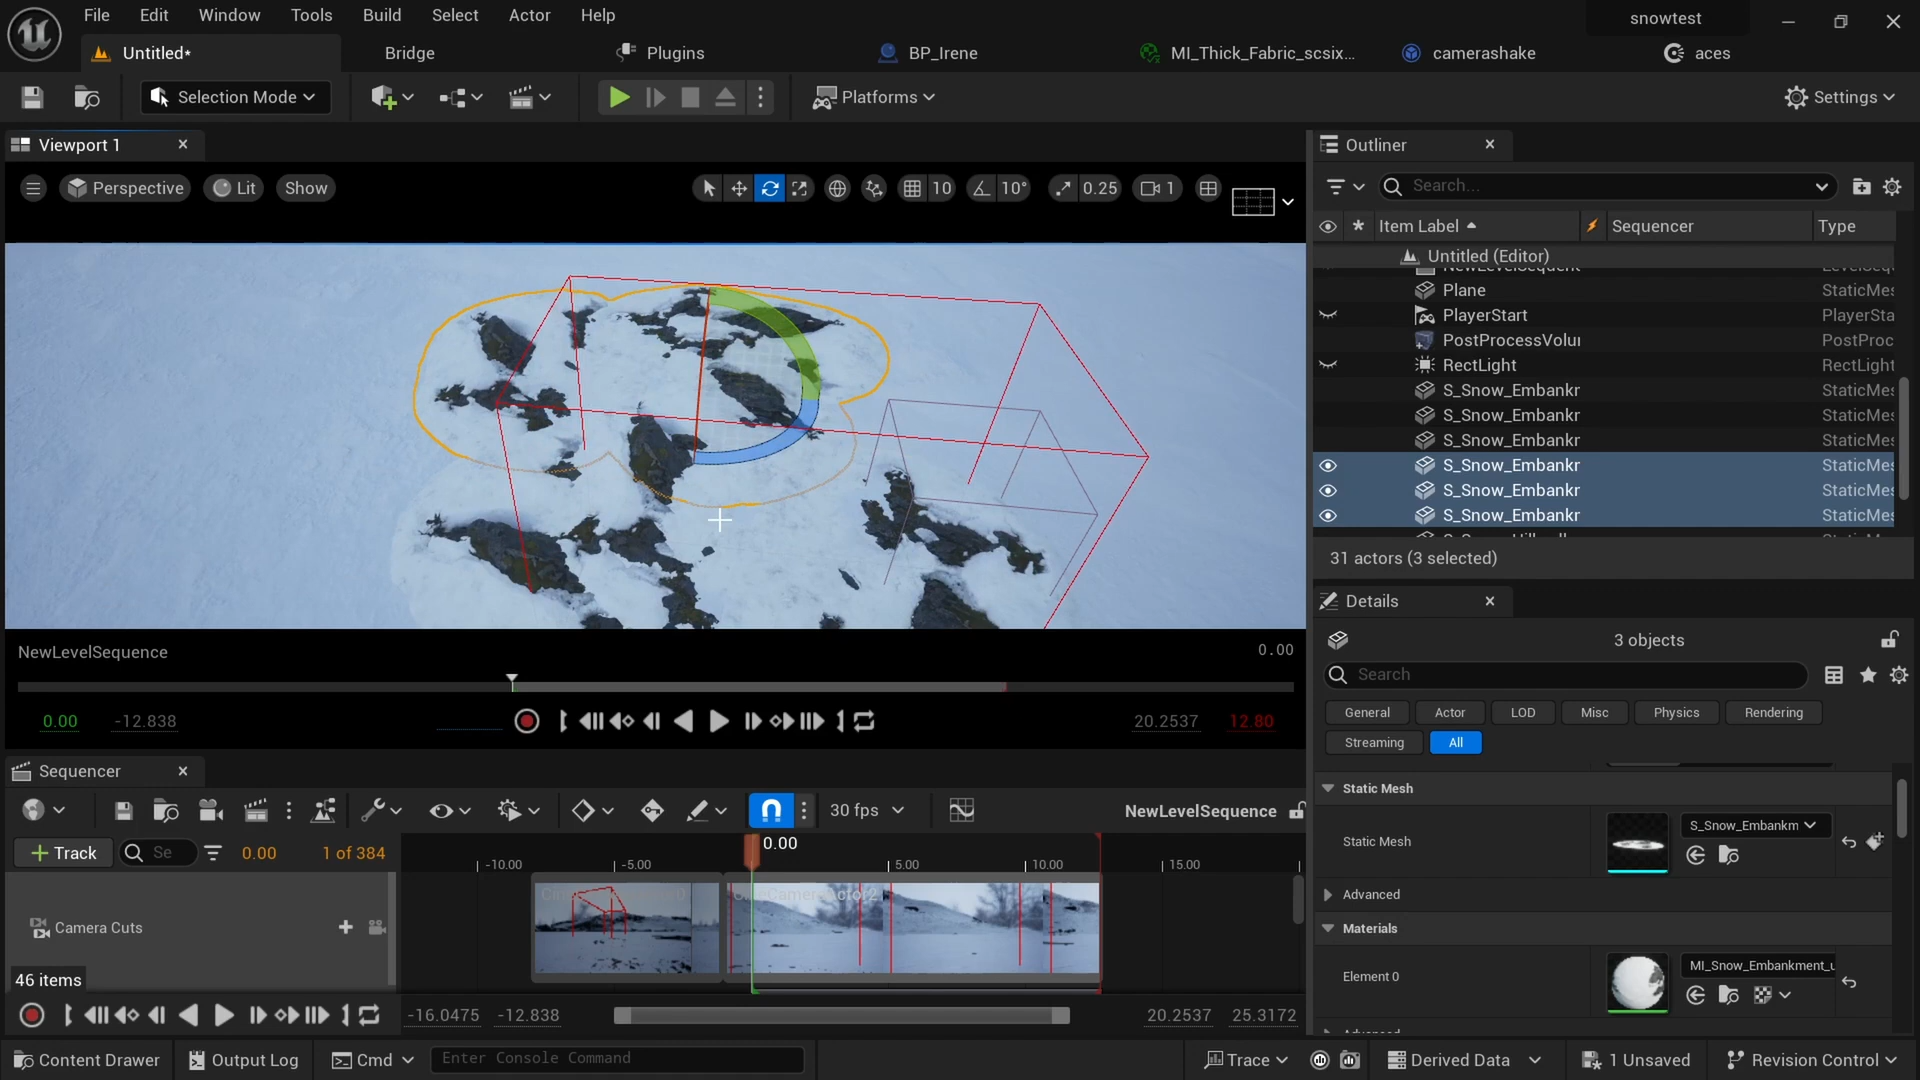 File Edit Window Tools Build Select Actor Help
snowtest
Untitled*
Bridge
Plugins
BP_Irene
MI_Thick_Fabric_scsix...
camerashake
aces
Selection Mode
Platforms
Settings
Viewport 1
Perspective
Lit
Show
10
10°
0.25
1
NewLevelSequence
0.00
0.00
-12.838
20.2537
12.80
Sequencer
30 fps
NewLevelSequence
Track
Se
0.00
1 of 384
0.00
-10.00
-5.00
5.00
10.00
15.00
Camera Cuts
46 items
-16.0475
-12.838
20.2537
25.3172
Outliner
Search...
Item Label
Sequencer
Type
Untitled (Editor)
Plane StaticMes
PlayerStart PlayerSta
PostProcessVolu PostProc
RectLight RectLight
S_Snow_Embankr StaticMes
S_Snow_Embankr StaticMes
S_Snow_Embankr StaticMes
S_Snow_Embankr StaticMes
S_Snow_Embankr StaticMes
S_Snow_Embankr StaticMes
31 actors (3 selected)
Details
3 objects
Search
General
Actor
LOD
Misc
Physics
Rendering
Streaming
All
Static Mesh
Static Mesh
S_Snow_Embankm
Advanced
Materials
Element 0
MI_Snow_Embankment_u
Content Drawer
Output Log
Cmd
Enter Console Command
Trace
Derived Data
1 Unsaved
Revision Control